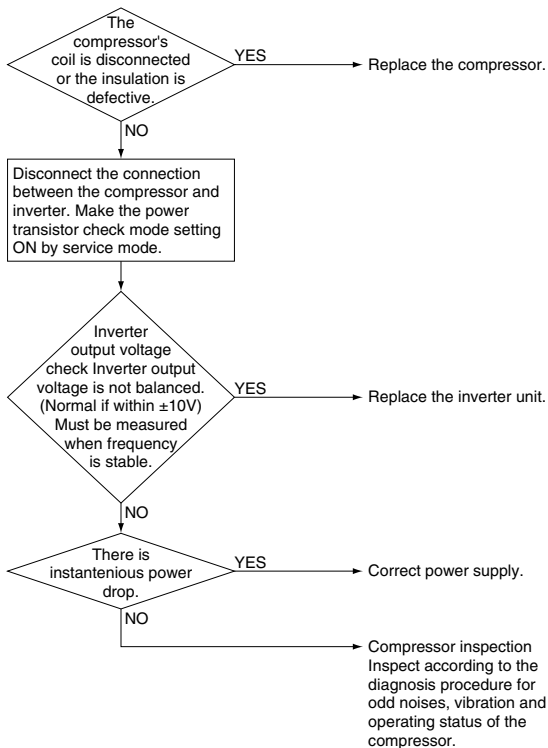 The
compressor's
coil is disconnected
or the insulation is
defective.
YES
Replace the compressor.
NO
Disconnect the connection
between the compressor and
inverter. Make the power
transistor check mode setting
ON by service mode.
Inverter
output voltage
check Inverter output
voltage is not balanced.
(Normal if within ±10V)
Must be measured
when frequency
is stable.
YES
Replace the inverter unit.
NO
There is
instantenious power
drop.
YES
Correct power supply.
NO
Compressor inspection
Inspect according to the
diagnosis procedure for
odd noises, vibration and
operating status of the
compressor.